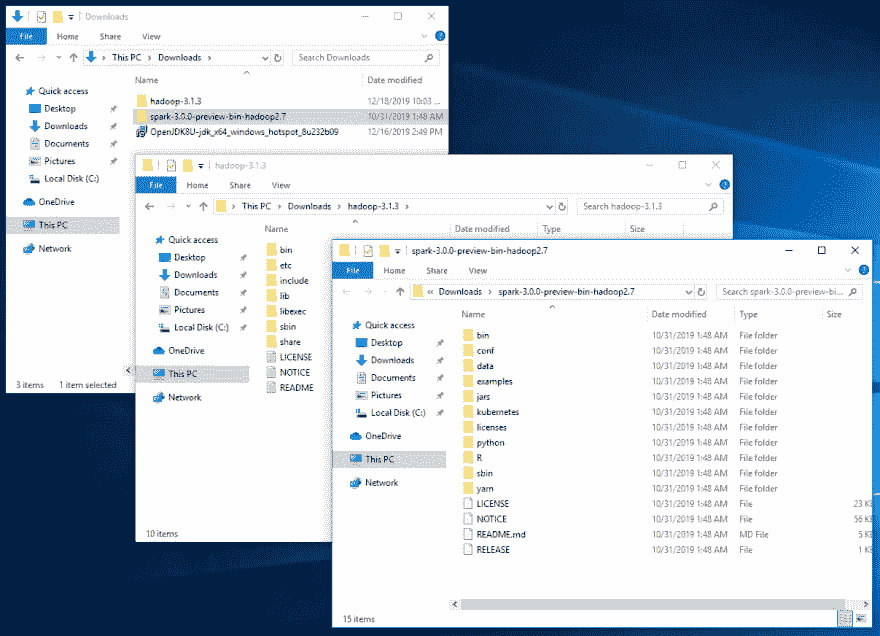 Downloads
File Home Share View
This PC Downloads Search Downloads
Name Date modified
Quick access
Desktop
Downloads
Documents
Pictures
Local Disk (C:)
OneDrive
This PC
Network
hadoop-3.1.3 12/18/2019 10:03 ...
spark-3.0.0-preview-bin-hadoop2.7 10/31/2019 1:48 AM
OpenJDK8U-jdk_x64_windows_hotspot_8u232b09 12/16/2019 2:49 PM
3 items 1 item selected
hadoop-3.1.3
File Home Share View
This PC Downloads hadoop-3.1.3 Search hadoop-3.1.3
Name Date modified Type Size
Quick access
Desktop
Downloads
Documents
Pictures
Local Disk (C:)
OneDrive
This PC
Network
bin
etc
include
lib
libexec
sbin
share
LICENSE
NOTICE
README
10 items
spark-3.0.0-preview-bin-hadoop2.7
File Home Share View
« Downloads spark-3.0.0-preview-bin-hadoop2.7 Search spark-3.0.0-preview-bi...
Name Date modified Type Size
Quick access
Desktop
Downloads
Documents
Pictures
Local Disk (C:)
OneDrive
This PC
Network
bin 10/31/2019 1:48 AM File folder
conf 10/31/2019 1:48 AM File folder
data 10/31/2019 1:48 AM File folder
examples 10/31/2019 1:48 AM File folder
jars 10/31/2019 1:48 AM File folder
kubernetes 10/31/2019 1:48 AM File folder
licenses 10/31/2019 1:48 AM File folder
python 10/31/2019 1:48 AM File folder
R 10/31/2019 1:48 AM File folder
sbin 10/31/2019 1:48 AM File folder
yarn 10/31/2019 1:48 AM File folder
LICENSE 10/31/2019 1:48 AM File 23 K
NOTICE 10/31/2019 1:48 AM File 56 K
README.md 10/31/2019 1:48 AM MD File 5 K
RELEASE 10/31/2019 1:48 AM File 1 K
15 items